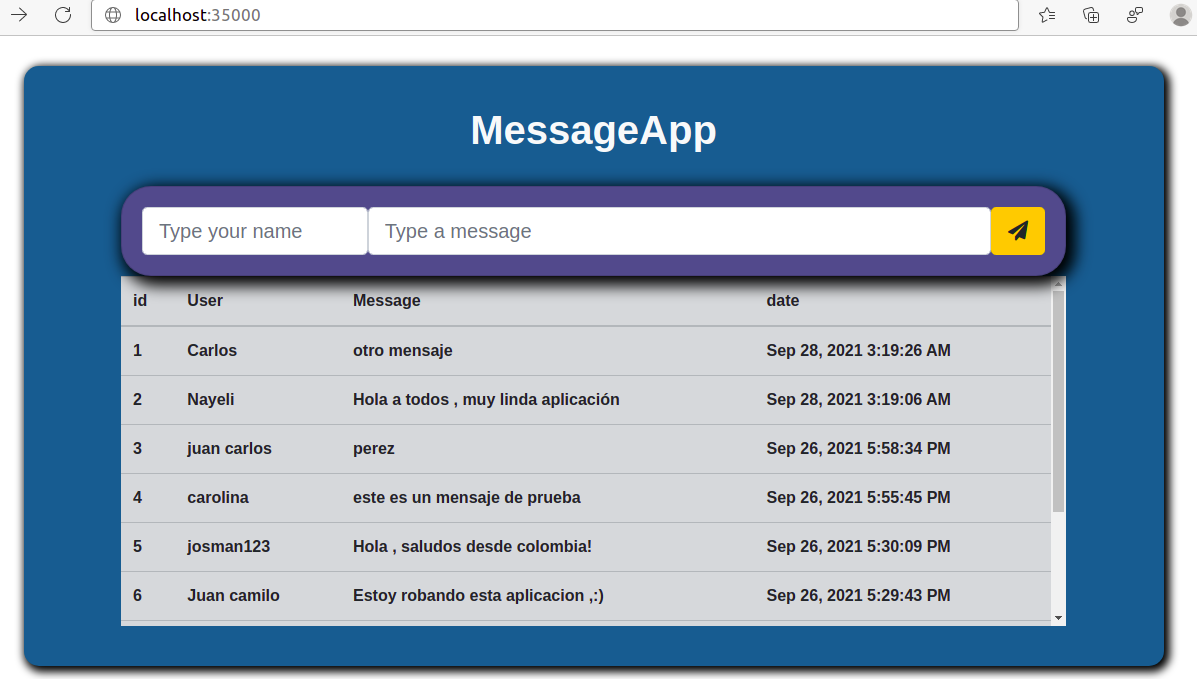 localhost:35000
MessageApp
Type your name Type a message
id User Message date
1 Carlos otro mensaje Sep 28, 2021 3:19:26 AM
2 Nayeli Hola a todos , muy linda aplicación Sep 28, 2021 3:19:06 AM
3 juan carlos perez Sep 26, 2021 5:58:34 PM
4 carolina este es un mensaje de prueba Sep 26, 2021 5:55:45 PM
5 josman123 Hola , saludos desde colombia! Sep 26, 2021 5:30:09 PM
6 Juan camilo Estoy robando esta aplicacion ,:) Sep 26, 2021 5:29:43 PM